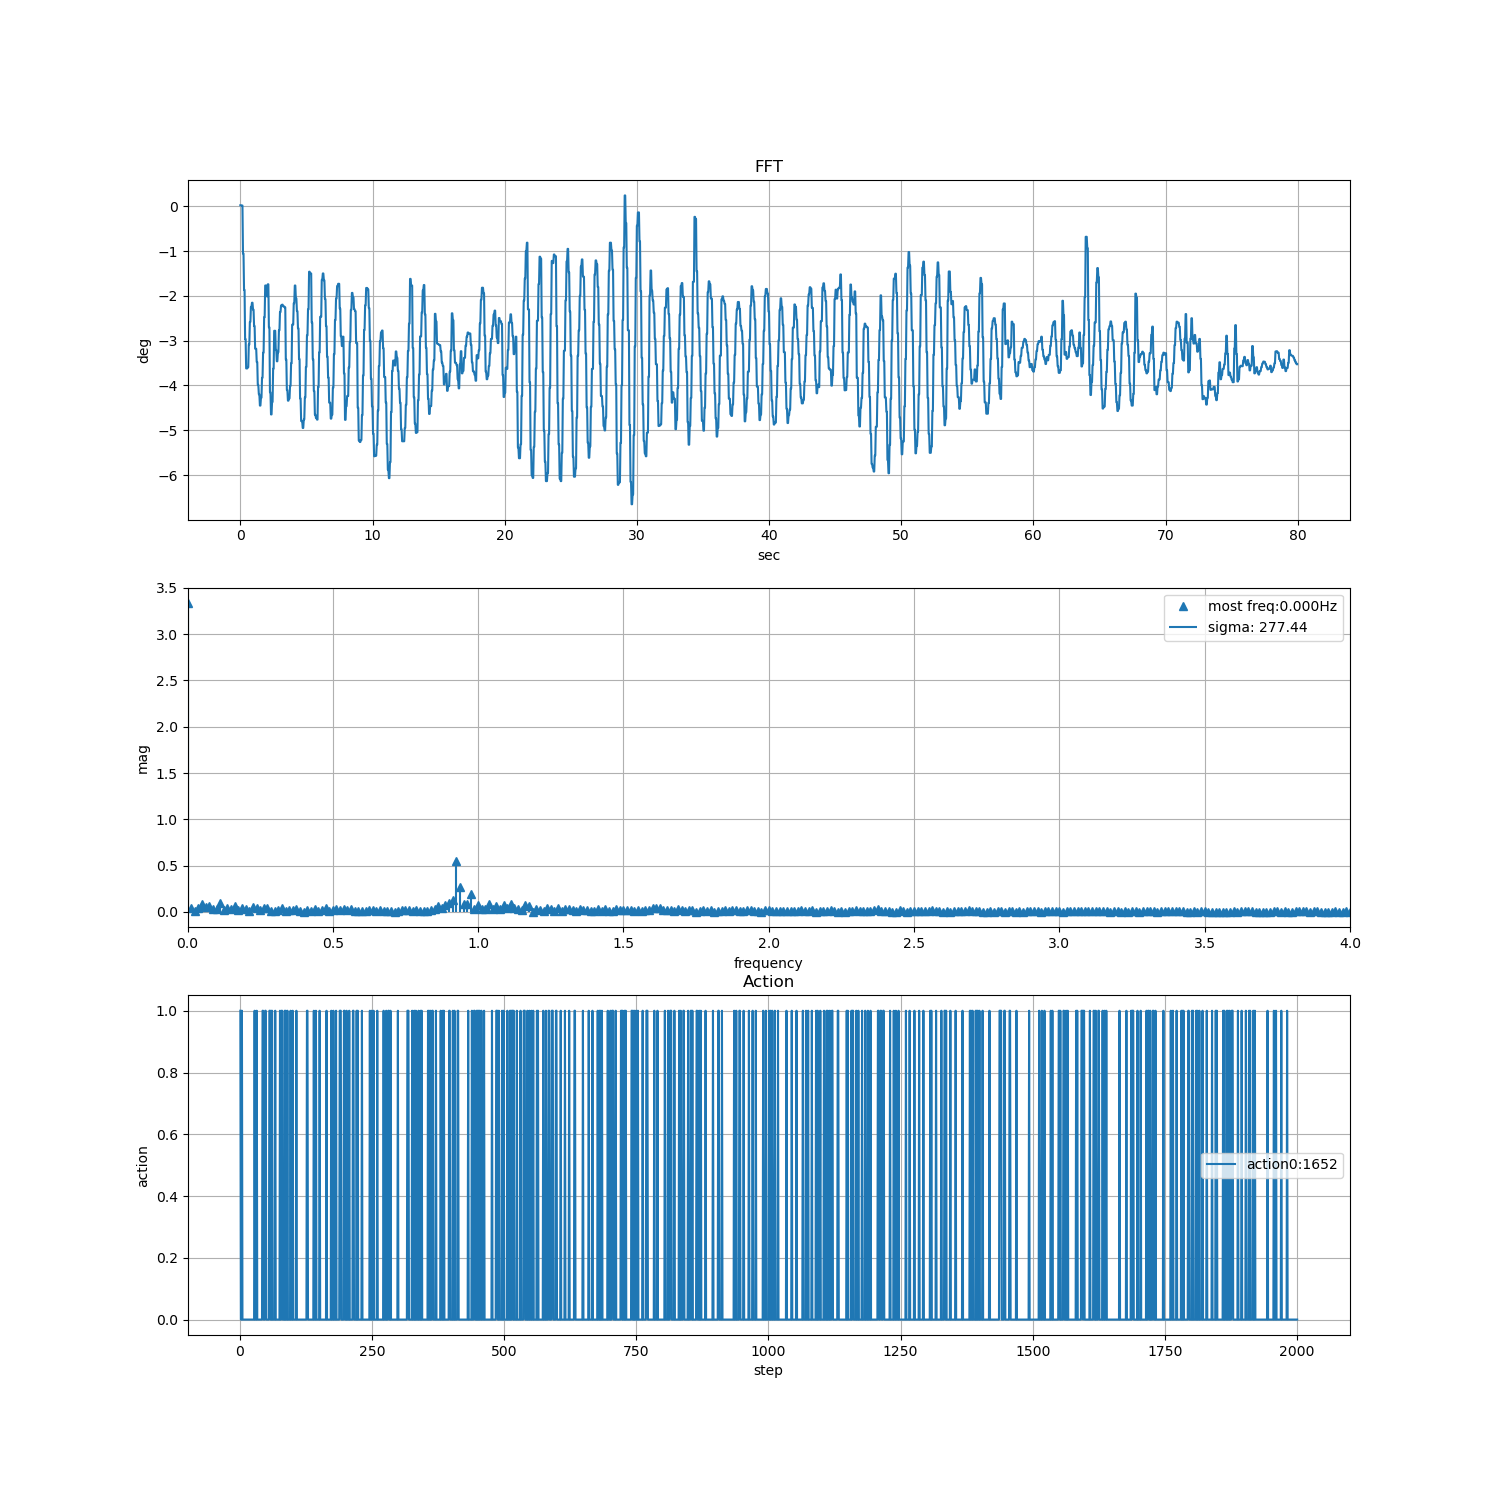 FFT
0
−1
−2
−3
−4
−5
−6
deg
0 10 20 30 40 50 60 70 80
sec
3.5
3.0
2.5
2.0
1.5
1.0
0.5
0.0
mag
most freq:0.000Hz
sigma: 277.44
0.0 0.5 1.0 1.5 2.0 2.5 3.0 3.5 4.0
frequency
Action
1.0
0.8
0.6
0.4
0.2
0.0
action
action0:1652
0 250 500 750 1000 1250 1500 1750 2000
step